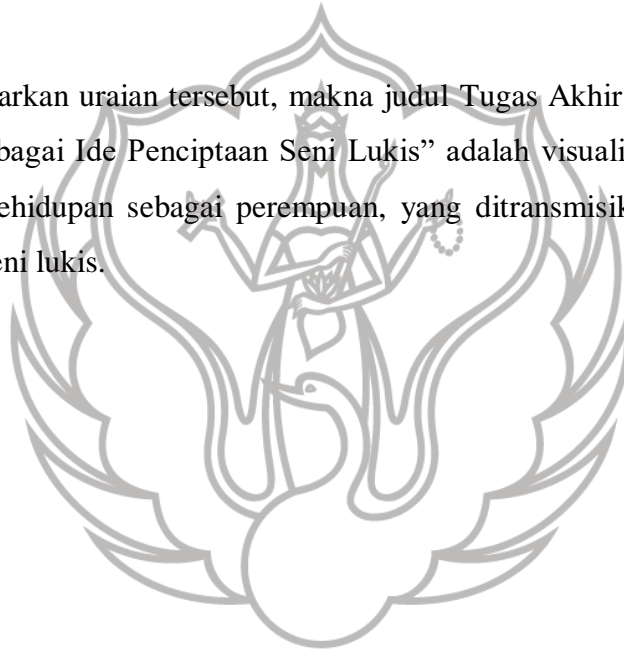 arkan uraian tersebut, makna judul Tugas Akhir
bagai Ide Penciptaan Seni Lukis” adalah visuali
ehidupan sebagai perempuan, yang ditransmisik
eni lukis.